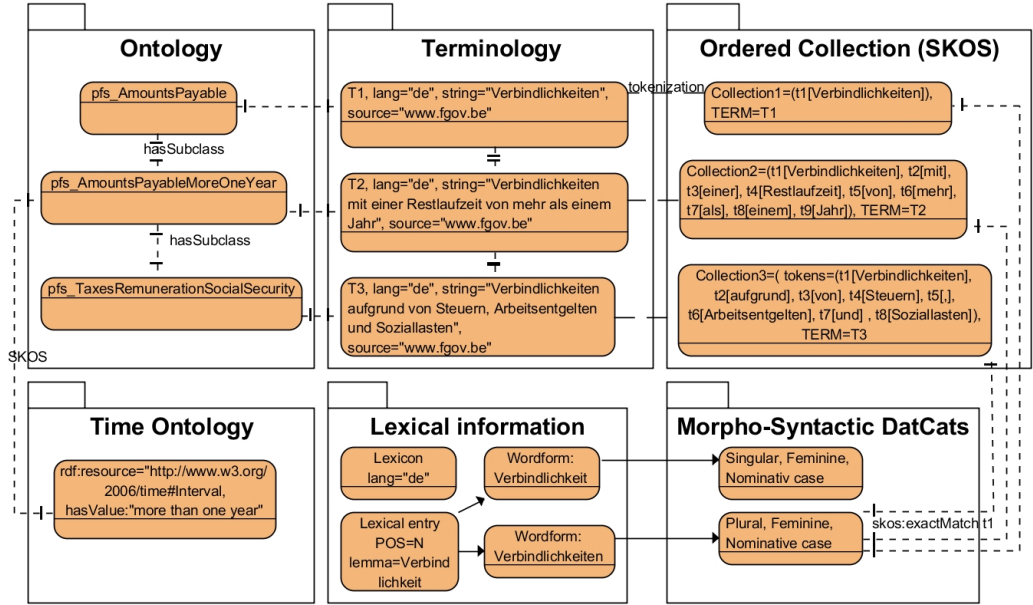 Ontology
pfs_AmountsPayable
hasSubclass
pfs_AmountsPayableMoreOneYear
hasSubclass
pfs_TaxesRemunerationSocialSecurity
SKOS
Terminology
T1, lang="de", string="Verbindlichkeiten",
source="www.fgov.be"
T2, lang="de", string="Verbindlichkeiten
mit einer Restlaufzeit von mehr als einem
Jahr", source="www.fgov.be"
T3, lang="de", string="Verbindlichkeiten
aufgrund von Steuern, Arbeitsentgelten
und Soziallasten",
source="www.fgov.be"
tokenization
Ordered Collection (SKOS)
Collection1=(t1[Verbindlichkeiten]),
TERM=T1
Collection2=(t1[Verbindlichkeiten], t2[mit],
t3[einer], t4[Restlaufzeit], t5[von], t6[mehr],
t7[als], t8[einem], t9[Jahr]), TERM=T2
Collection3=( tokens=(t1[Verbindlichkeiten],
t2[aufgrund], t3[von], t4[Steuern], t5[,],
t6[Arbeitsentgelten], t7[und] , t8[Soziallasten]),
TERM=T3
Time Ontology
rdf:resource="http://www.w3.org/
2006/time#Interval,
hasValue:"more than one year"
Lexical information
Lexicon
lang="de"
Wordform:
Verbindlichkeit
Lexical entry
POS=N
lemma=Verbind
lichkeit
Wordform:
Verbindlichkeiten
Morpho-Syntactic DatCats
Singular, Feminine,
Nominativ case
skos:exactMatch t1
Plural, Feminine,
Nominative case